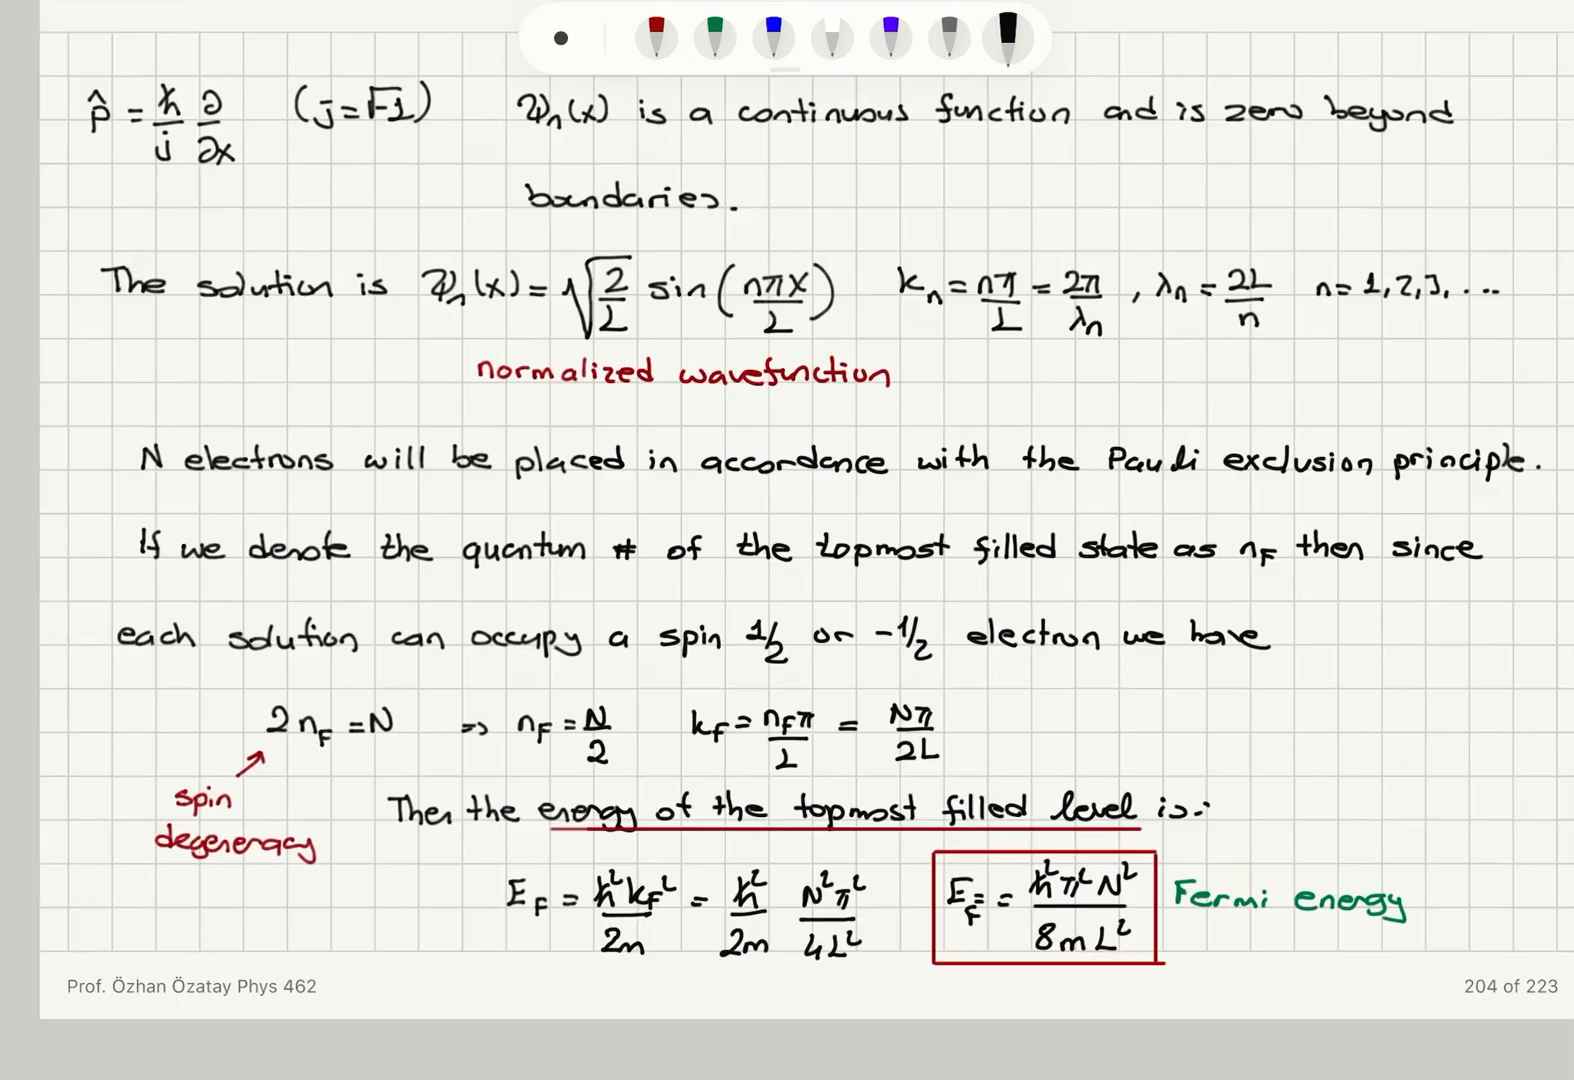 p̂ = ħ/j ∂/∂x (j=√-1) Ψn(x) is a continuous function and is zero beyond
boundaries.
The solution is Ψn(x) = √(2/L) sin(nπx/L) kn = nπ/L = 2π/λn , λn = 2L/n n= 1,2,3,...
normalized wavefunction
N electrons will be placed in accordance with the Pauli exclusion principle.
If we denote the quantum # of the topmost filled state as nF then since
each solution can occupy a spin 1/2 or -1/2 electron we have
2nF = N ⇒ nF = N/2 kF = nFπ/L = Nπ/2L
spin
degeneracy
Then the energy of the topmost filled level is:
EF = ħ²kF²/2m = ħ²/2m N²π²/4L² EF = ħ²π²N²/8mL² Fermi energy
Prof. Özhan Özatay Phys 462
204 of 223